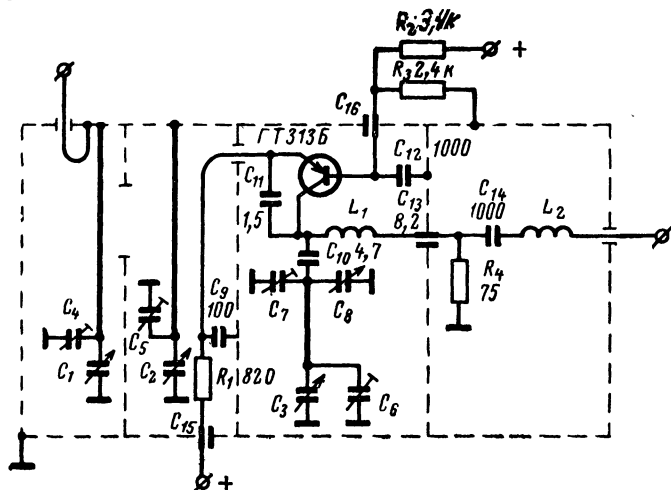 R₂ 3,4к
+
R₃ 2,4 к
C₁₆
ГТ313Б
C₁₂
1000
C₁₁
1,5
C₁₃
8,2
C₁₄
1000
L₁
L₂
C₁₀ 4,7
R₄
75
C₄
C₅
C₉
100
C₇
C₈
C₁
C₂
R₁ 820
C₃
C₆
C₁₅
+